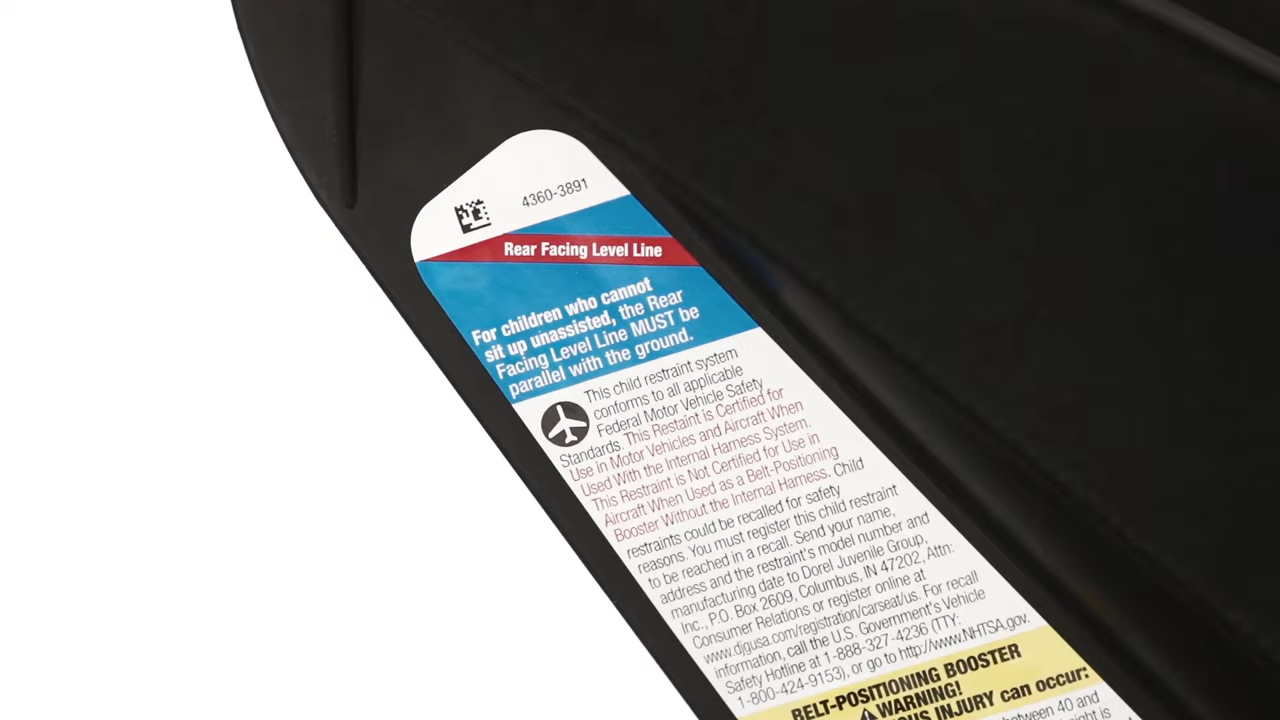 4360-3891
Rear Facing Level Line
For children who cannot
sit up unassisted, the Rear
Facing Level Line MUST be
parallel with the ground.
This child restraint system
conforms to all applicable
Federal Motor Vehicle Safety
Standards. This Restaint is Certified for
Use in Motor Vehicles and Aircraft When
Used With the Internal Harness System.
This Restraint is Not Certified for Use in
Aircraft When Used as a Belt-Positioning
Booster Without the Internal Harness. Child
restraints could be recalled for safety
reasons. You must register this child restraint
to be reached in a recall. Send your name,
address and the restraint's model number and
manufacturing date to Dorel Juvenile Group,
Inc., P.O. Box 2609, Columbus, IN 47202, Attn:
Consumer Relations or register online at
www.djgusa.com/registration/carseat/us. For recall
information, call the U.S. Government's Vehicle
Safety Hotline at 1-888-327-4236 (TTY:
1-800-424-9153), or go to http://www.NHTSA.gov.
BELT-POSITIONING BOOSTER
WARNING!
INJURY can occur:
between 40 and